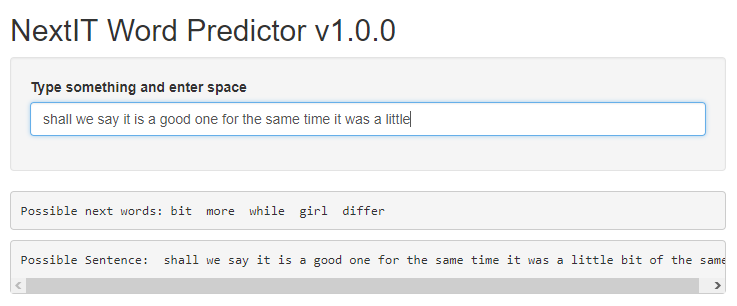 NextIT Word Predictor v1.0.0
Type something and enter space
shall we say it is a good one for the same time it was a little
Possible next words: bit more while girl differ
Possible Sentence: shall we say it is a good one for the same time it was a little bit of the same